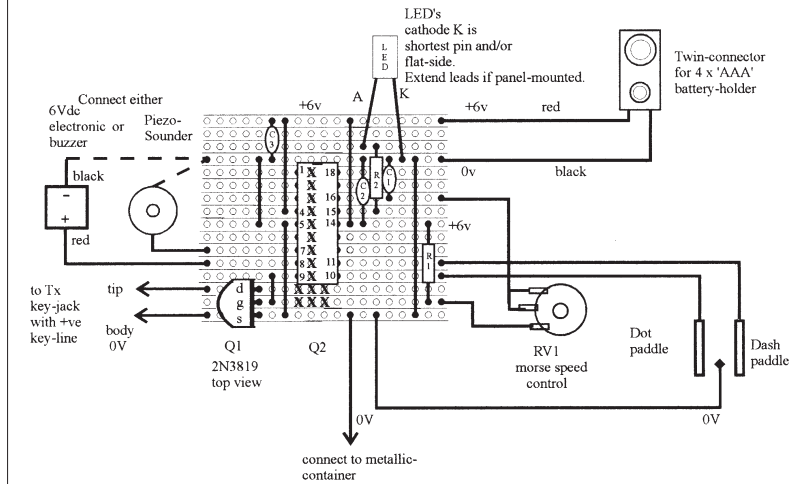 LED's
cathode K is
shortest pin and/or
flat-side.
Extend leads if panel-mounted.
L
E
D
Twin-connector
for 4 x 'AAA'
battery-holder
Connect either
6Vdc
electronic or
buzzer
Piezo-
Sounder
+6v
A
K
+6v
red
0v
black
black
-
+
red
C
3
R
2
C
1
C
2
1 X 18
X
X 16
4 X 15
5 X 14
X
7 X
8 X 11
9 X 10
XXX
XXX
+6v
R
1
to Tx
key-jack
with +ve
key-line
tip
body
0V
d
g
s
Q1
2N3819
top view
Q2
RV1
morse speed
control
Dot
paddle
Dash
paddle
0V
0V
connect to metallic-
container